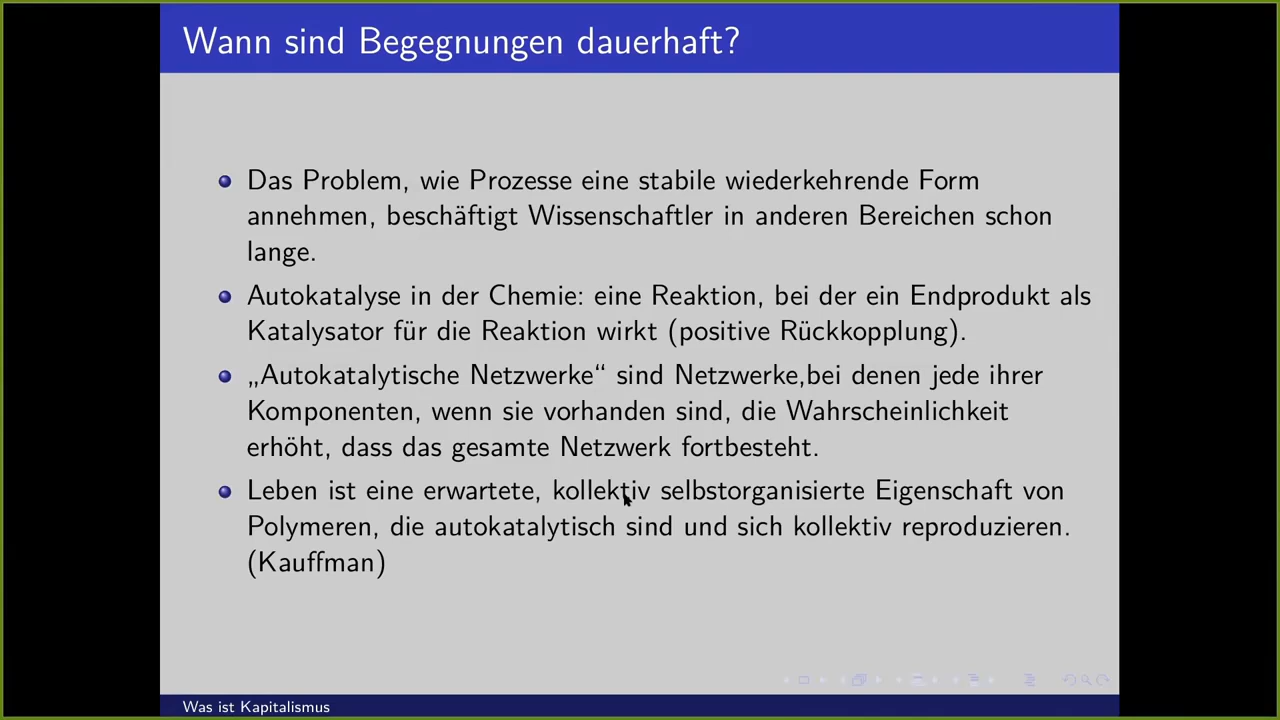 Wann sind Begegnungen dauerhaft?
Das Problem, wie Prozesse eine stabile wiederkehrende Form
annehmen, beschäftigt Wissenschaftler in anderen Bereichen schon
lange.
Autokatalyse in der Chemie: eine Reaktion, bei der ein Endprodukt als
Katalysator für die Reaktion wirkt (positive Rückkopplung).
„Autokatalytische Netzwerke“ sind Netzwerke,bei denen jede ihrer
Komponenten, wenn sie vorhanden sind, die Wahrscheinlichkeit
erhöht, dass das gesamte Netzwerk fortbesteht.
Leben ist eine erwartete, kollektiv selbstorganisierte Eigenschaft von
Polymeren, die autokatalytisch sind und sich kollektiv reproduzieren.
(Kauffman)
Was ist Kapitalismus